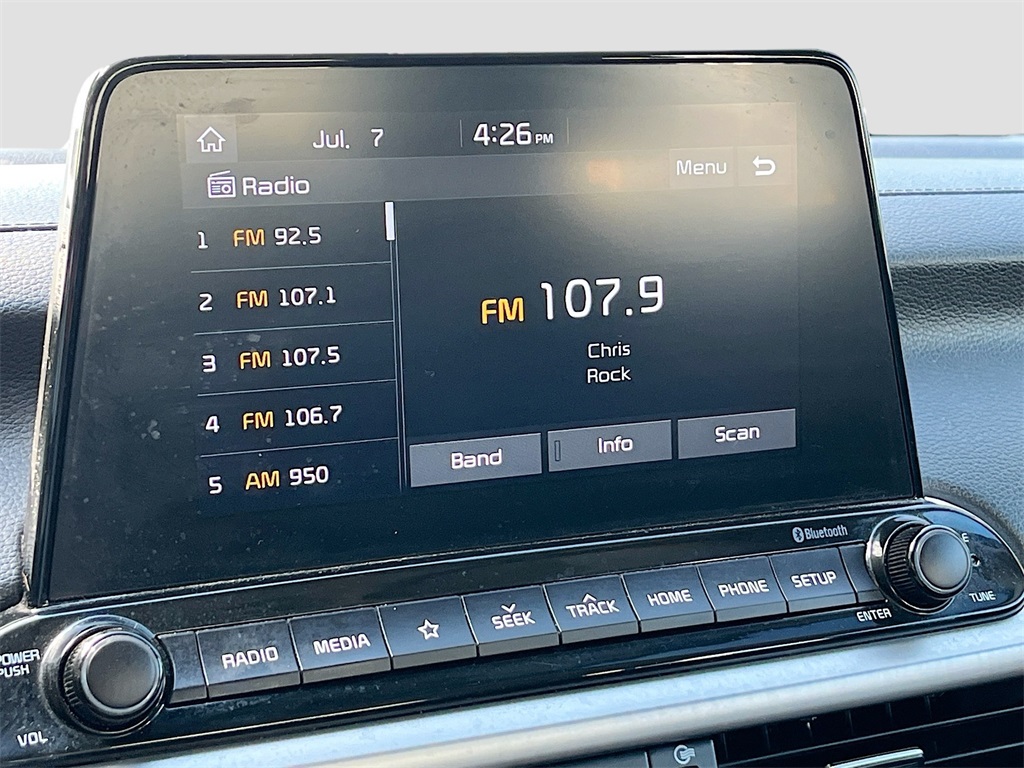 Jul. 7 4:26 PM
Radio Menu
1 FM 92.5
2 FM 107.1
3 FM 107.5
4 FM 106.7
5 AM 950
FM 107.9
Chris
Rock
Band Info Scan
Bluetooth
POWER
PUSH
VOL
RADIO MEDIA SEEK TRACK HOME PHONE SETUP
ENTER
TUNE